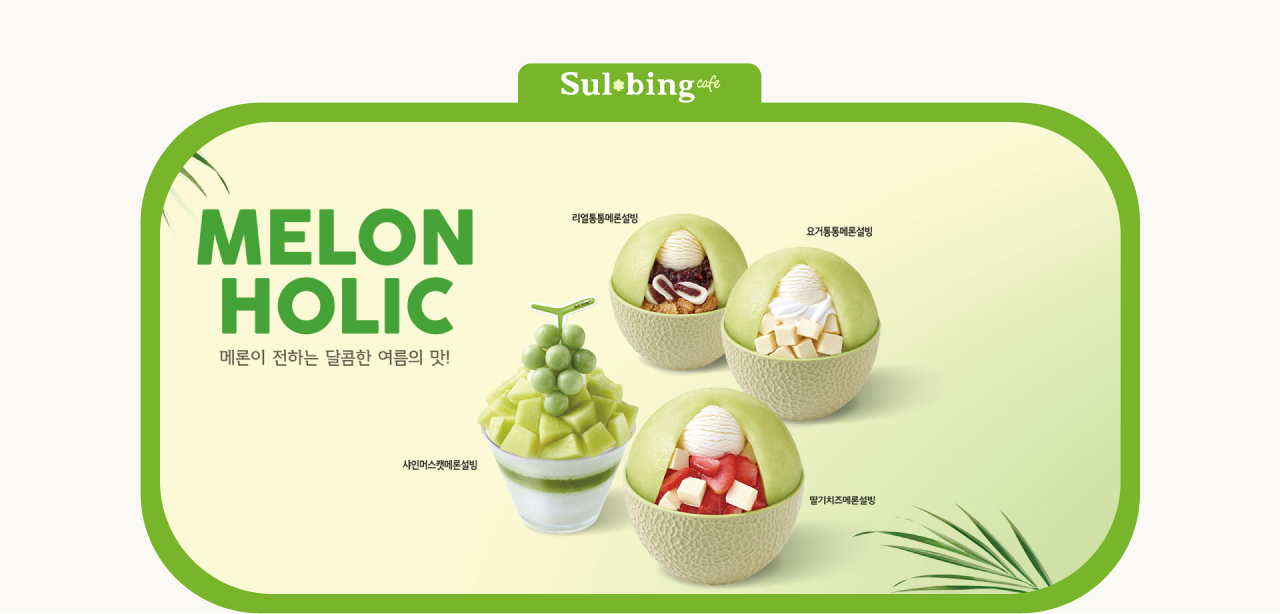 Sul*bing cafe
MELON
HOLIC
메론이 전하는 달콤한 여름의 맛!
리얼통통메론설빙
요거통통메론설빙
샤인머스캣메론설빙
딸기치즈메론설빙